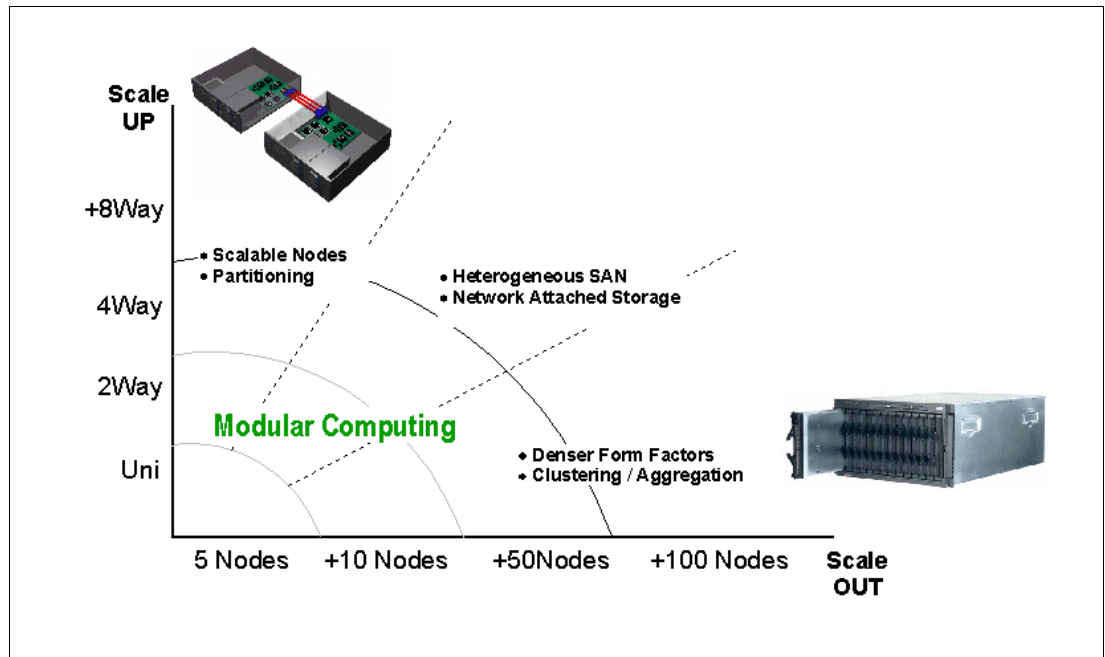 Scale
UP
+8Way
• Scalable Nodes
• Partitioning
• Heterogeneous SAN
• Network Attached Storage
4Way
2Way
Modular Computing
Uni
• Denser Form Factors
• Clustering / Aggregation
5 Nodes
+10 Nodes
+50Nodes
+100 Nodes
Scale
OUT